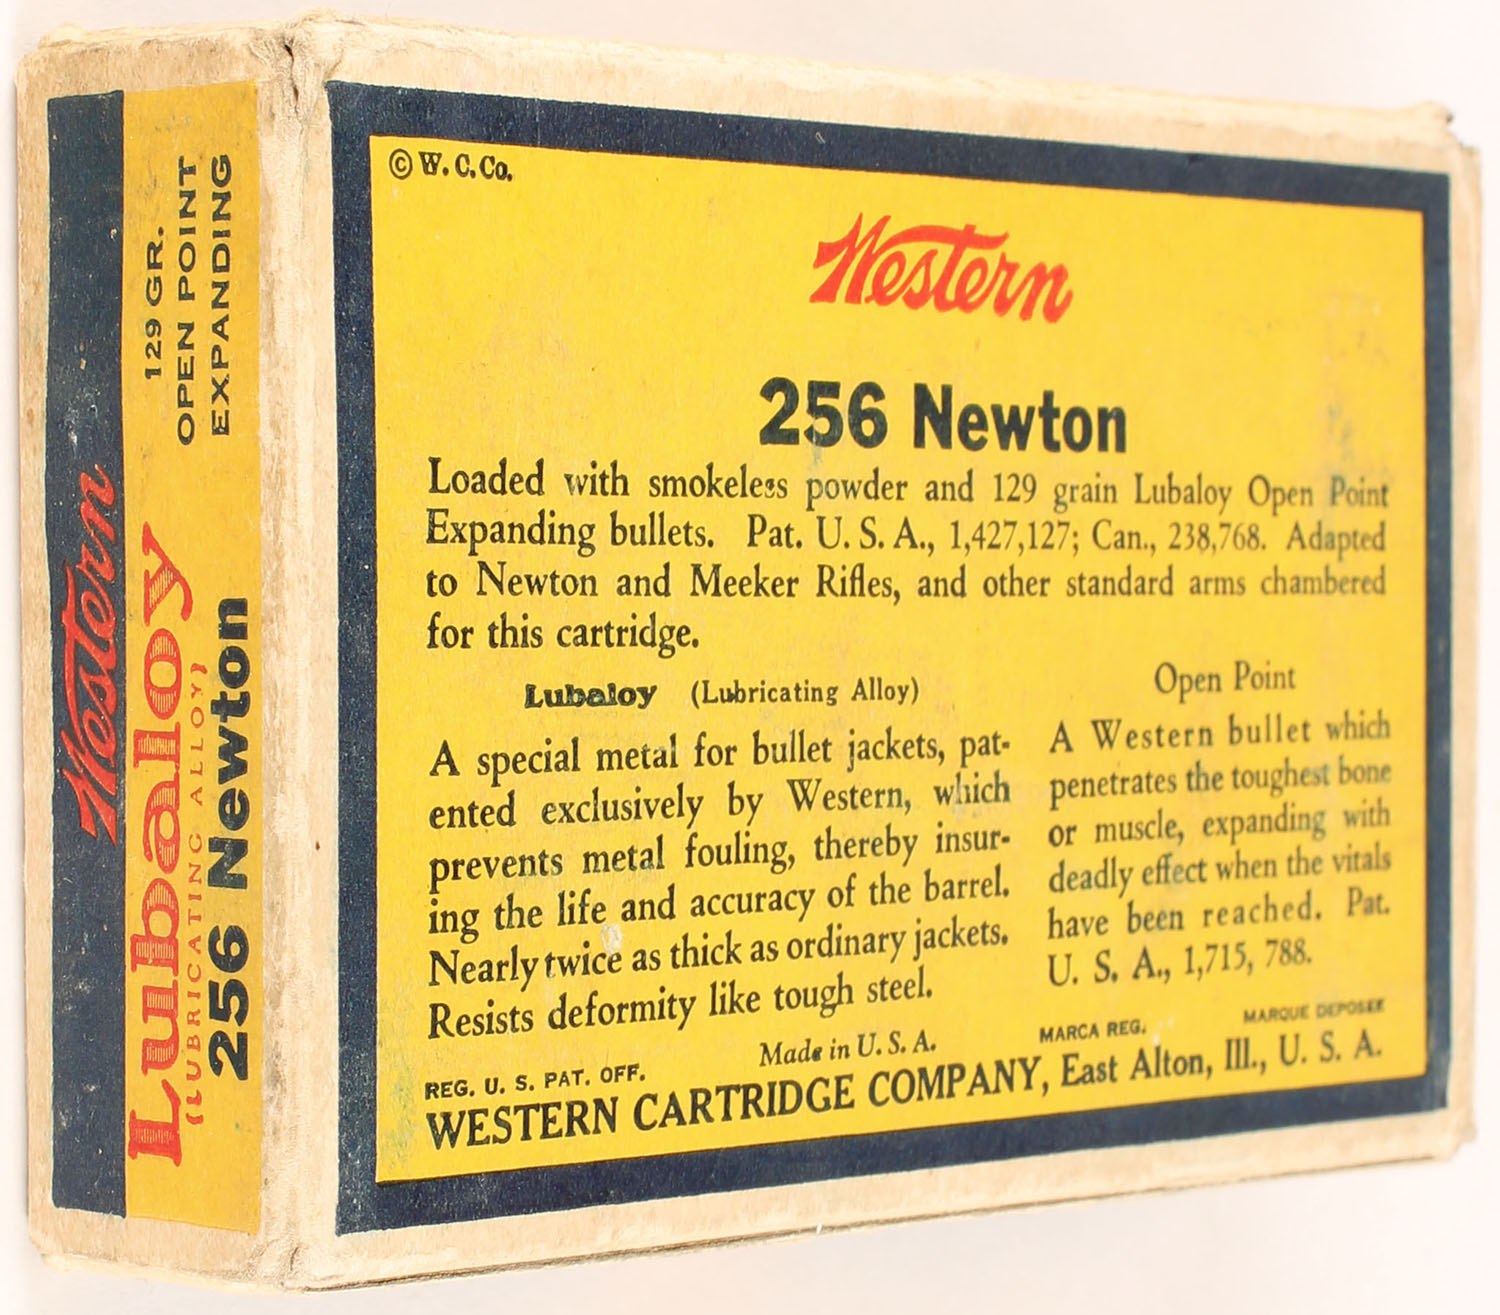 Western
Lubaloy
(LUBRICATING ALLOY)
256 Newton
129 GR.
OPEN POINT
EXPANDING
© W. C. Co.
Western
256 Newton
Loaded with smokeless powder and 129 grain Lubaloy Open Point
Expanding bullets. Pat. U. S. A., 1,427,127; Can., 238,768. Adapted
to Newton and Meeker Rifles, and other standard arms chambered
for this cartridge.
Lubaloy (Lubricating Alloy)
A special metal for bullet jackets, pat-
ented exclusively by Western, which
prevents metal fouling, thereby insur-
ing the life and accuracy of the barrel.
Nearly twice as thick as ordinary jackets.
Resists deformity like tough steel.
Open Point
A Western bullet which
penetrates the toughest bone
or muscle, expanding with
deadly effect when the vitals
have been reached. Pat.
U. S. A., 1,715, 788.
REG. U. S. PAT. OFF. Made in U. S. A. MARCA REG. MARQUE DEPOSEE
WESTERN CARTRIDGE COMPANY, East Alton, Ill., U. S. A.